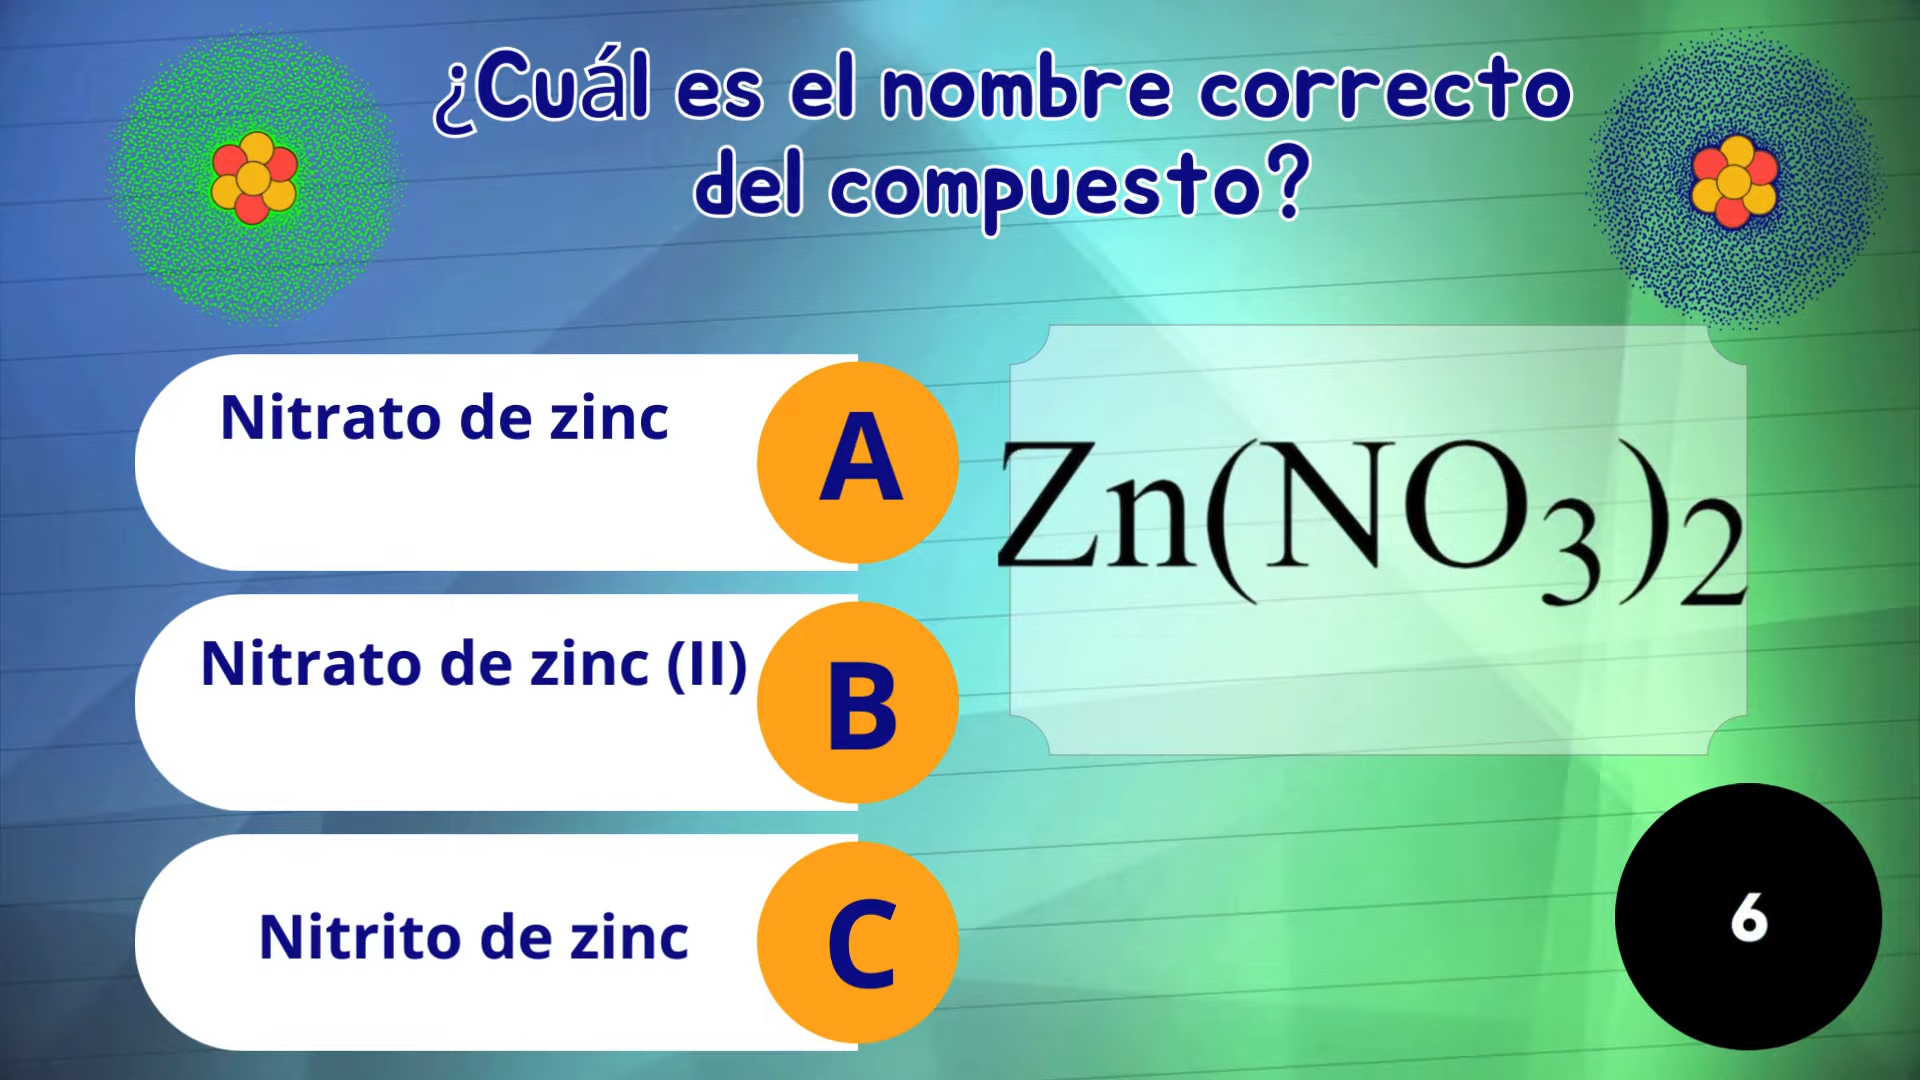 ¿Cuál es el nombre correcto
del compuesto?
Nitrato de zinc
A
Zn(NO₃)₂
Nitrato de zinc (II)
B
Nitrito de zinc
C
6